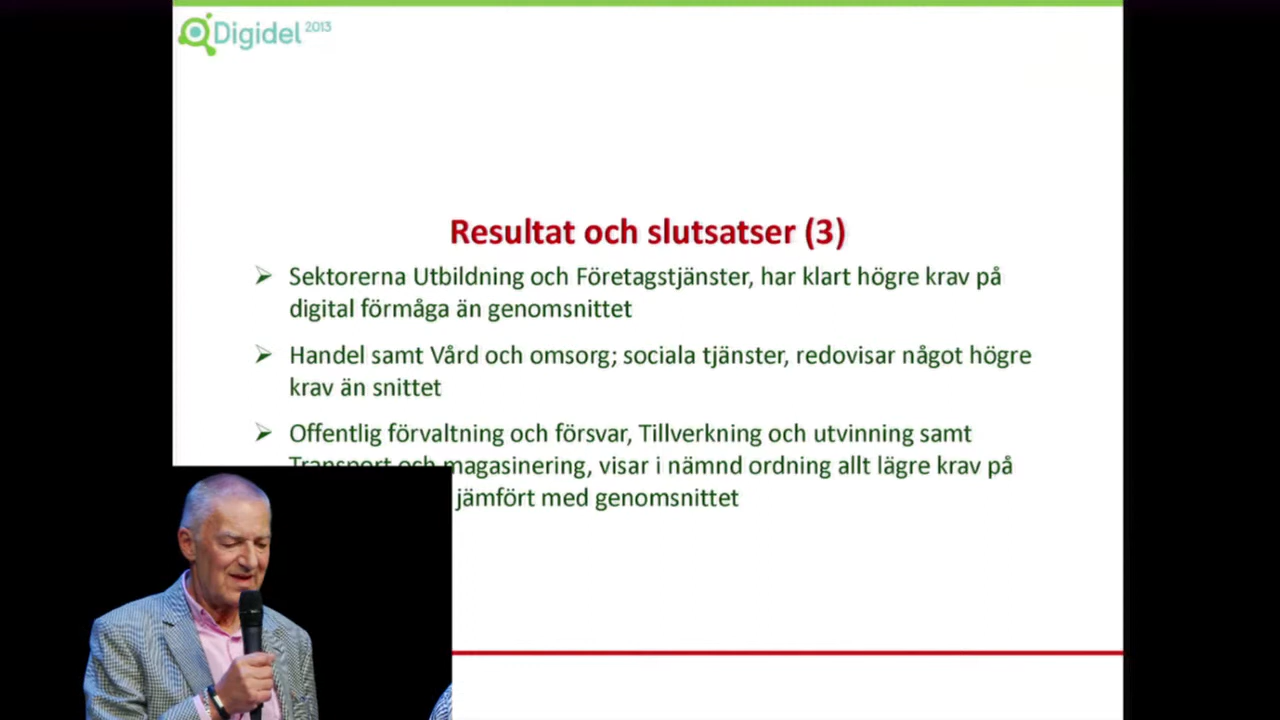 Digidel 2013
Resultat och slutsatser (3)
Sektorerna Utbildning och Företagstjänster, har klart högre krav på
digital förmåga än genomsnittet
Handel samt Vård och omsorg; sociala tjänster, redovisar något högre
krav än snittet
Offentlig förvaltning och försvar, Tillverkning och utvinning samt
Transport och magasinering, visar i nämnd ordning allt lägre krav på
jämfört med genomsnittet